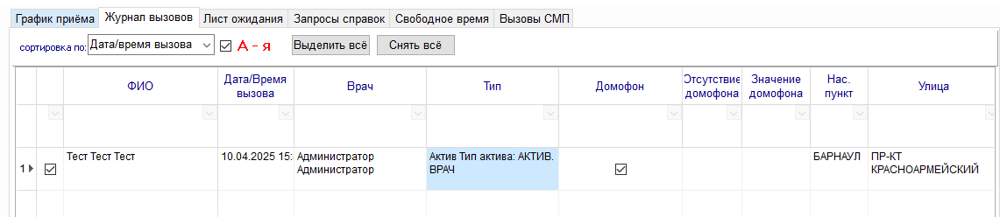 График приёма Журнал вызовов Лист ожидания Запросы справок Свободное время Вызовы СМП
сортировка по: Дата/время вызова А - я Выделить всё Снять всё
ФИО Дата/Время вызова Врач Тип Домофон Отсутствие домофона Значение домофона Нас. пункт Улица
1 Тест Тест Тест 10.04.2025 15: Администратор Актив Тип актива: АКТИВ. БАРНАУЛ ПР-КТ
Администратор ВРАЧ КРАСНОАРМЕЙСКИЙ